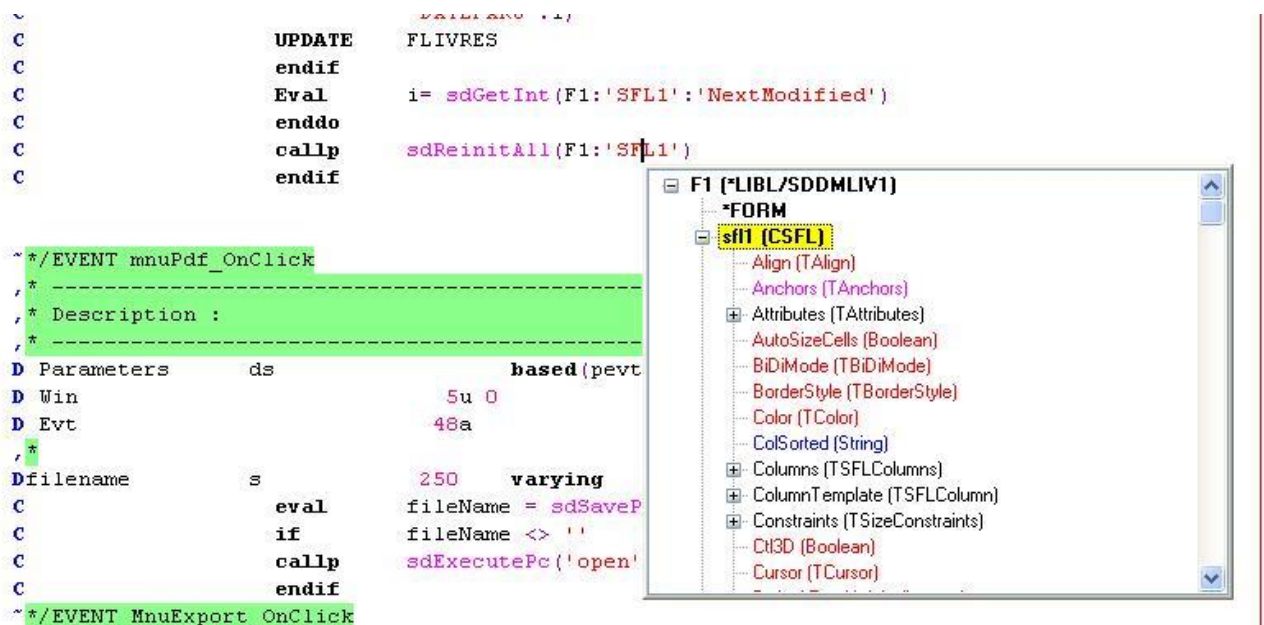 C UPDATE FLIVRES
C endif
C Eval i= sdGetInt(F1:'SFL1':'NextModified')
C enddo
C callp sdReinitAll(F1:'SFL1')
C endif
F1 (*LIBL/SDDMLIV1)
*FORM
sfl1 (CSFL)
Align (TAlign)
Anchors (TAnchors)
Attributes (TAttributes)
AutoSizeCells (Boolean)
BiDiMode (TBiDiMode)
BorderStyle (TBorderStyle)
Color (TColor)
ColSorted (String)
Columns (TSFLColumns)
ColumnTemplate (TSFLColumn)
Constraints (TSizeConstraints)
Ctl3D (Boolean)
Cursor (TCursor)
~*/EVENT mnuPdf_OnClick
,* ----------------------------------------------
,* Description :
,* ----------------------------------------------
D Parameters ds based(pevt
D Win 5u 0
D Evt 48a
,*
Dfilename s 250 varying
C eval fileName = sdSaveP
C if fileName <> ''
C callp sdExecutePc('open'
C endif
~*/EVENT MnuExport_OnClick